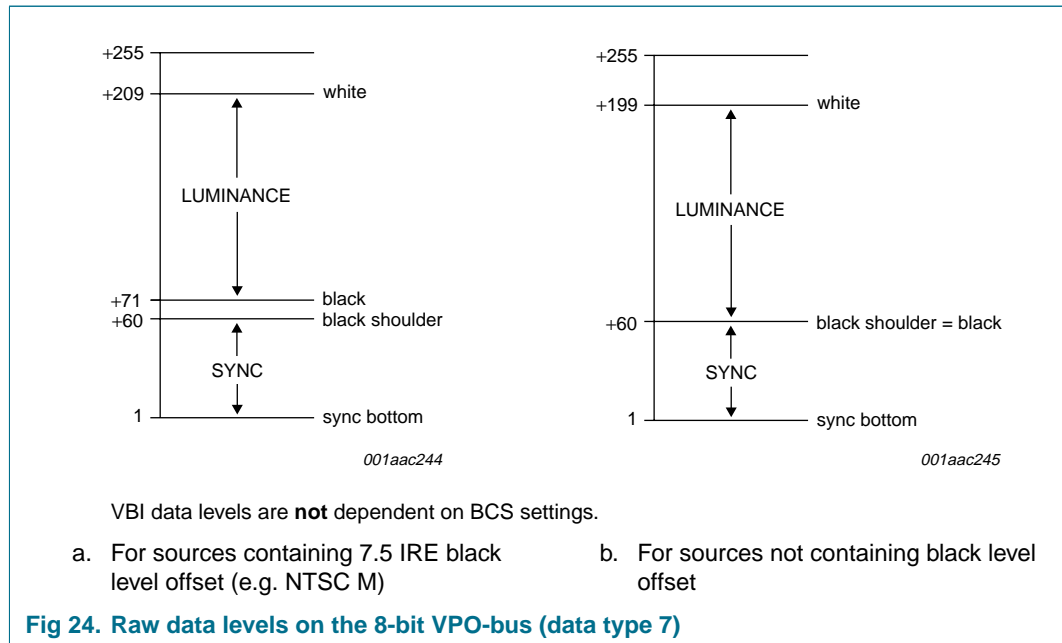 +255
+209 white
LUMINANCE
+71 black
+60 black shoulder
SYNC
1 sync bottom
001aac244
+255
+199 white
LUMINANCE
+60 black shoulder = black
SYNC
1 sync bottom
001aac245
VBI data levels are not dependent on BCS settings.
a. For sources containing 7.5 IRE black
level offset (e.g. NTSC M)
b. For sources not containing black level
offset
Fig 24. Raw data levels on the 8-bit VPO-bus (data type 7)